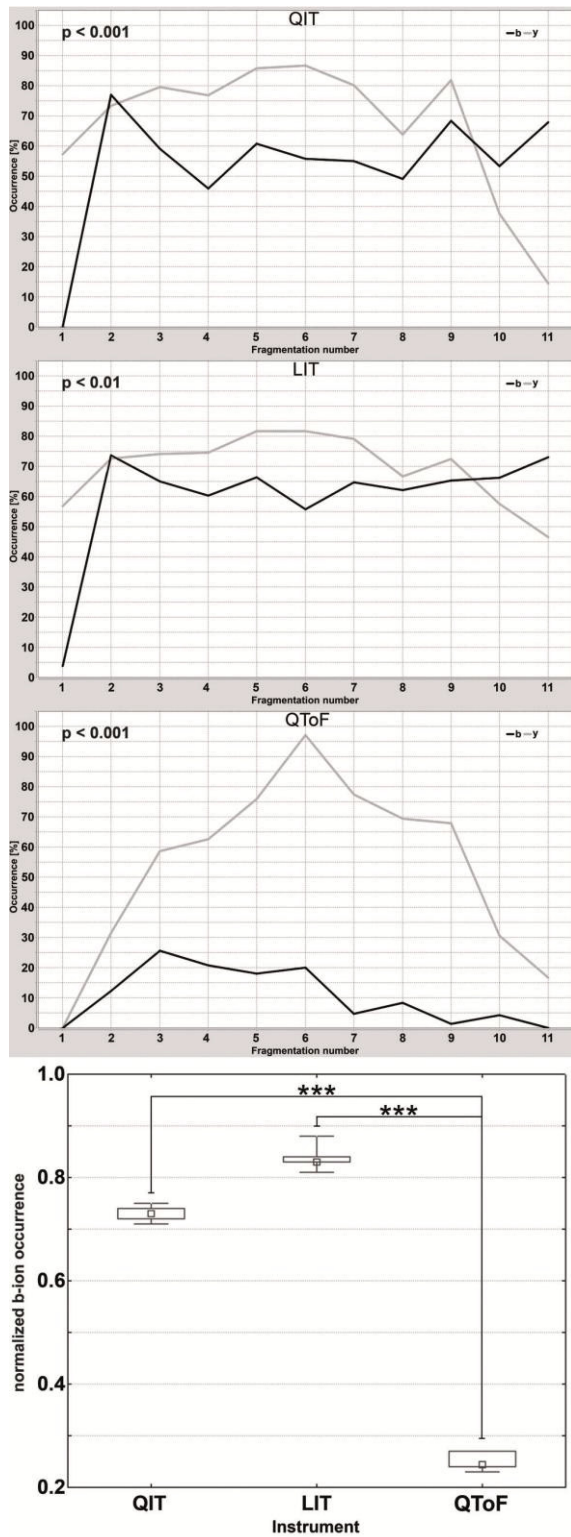 QIT
p < 0.001
b y
Occurrence [%]
100
90
80
70
60
50
40
30
20
10
0
1 2 3 4 5 6 7 8 9 10 11
Fragmentation number
LIT
p < 0.01
b y
Occurrence [%]
100
90
80
70
60
50
40
30
20
10
0
1 2 3 4 5 6 7 8 9 10 11
Fragmentation number
QToF
p < 0.001
b y
Occurrence [%]
100
90
80
70
60
50
40
30
20
10
0
1 2 3 4 5 6 7 8 9 10 11
Fragmentation number
normalized b-ion occurrence
1.0
0.8
0.6
0.4
0.2
***
***
QIT LIT QToF
Instrument